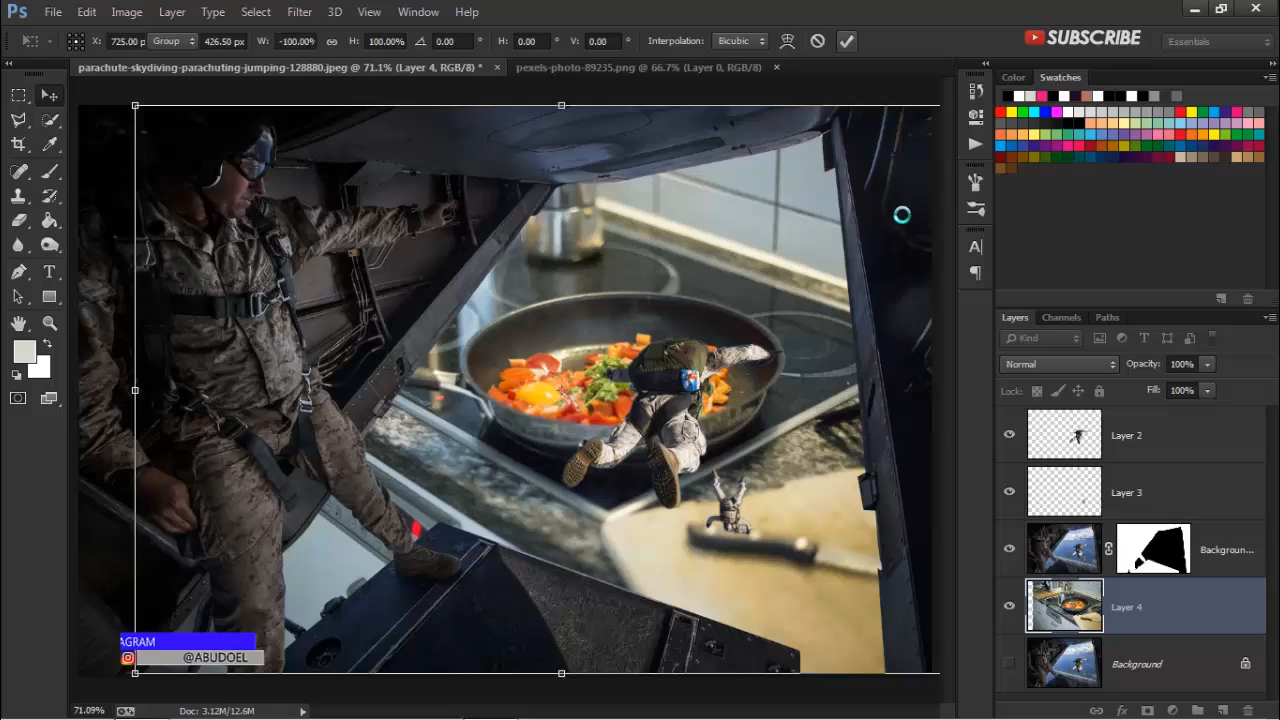 Ps File Edit Image Layer Type Select Filter 3D View Window Help
X: 725.00 p Group 426.50 px W: -100.00% H: 100.00% 0.00 ° H: 0.00 ° V: 0.00 ° Interpolation: Bicubic
SUBSCRIBE
Essentials
parachute-skydiving-parachuting-jumping-128880.jpeg @ 71.1% (Layer 4, RGB/8) * ×
pexels-photo-89235.png @ 66.7% (Layer 0, RGB/8) ×
Color Swatches
Layers Channels Paths
Kind
Normal Opacity: 100%
Lock: Fill: 100%
Layer 2
Layer 3
Backgroun...
Layer 4
Background
AGRAM
@ABUDOEL
71.09% Doc: 3.12M/12.6M